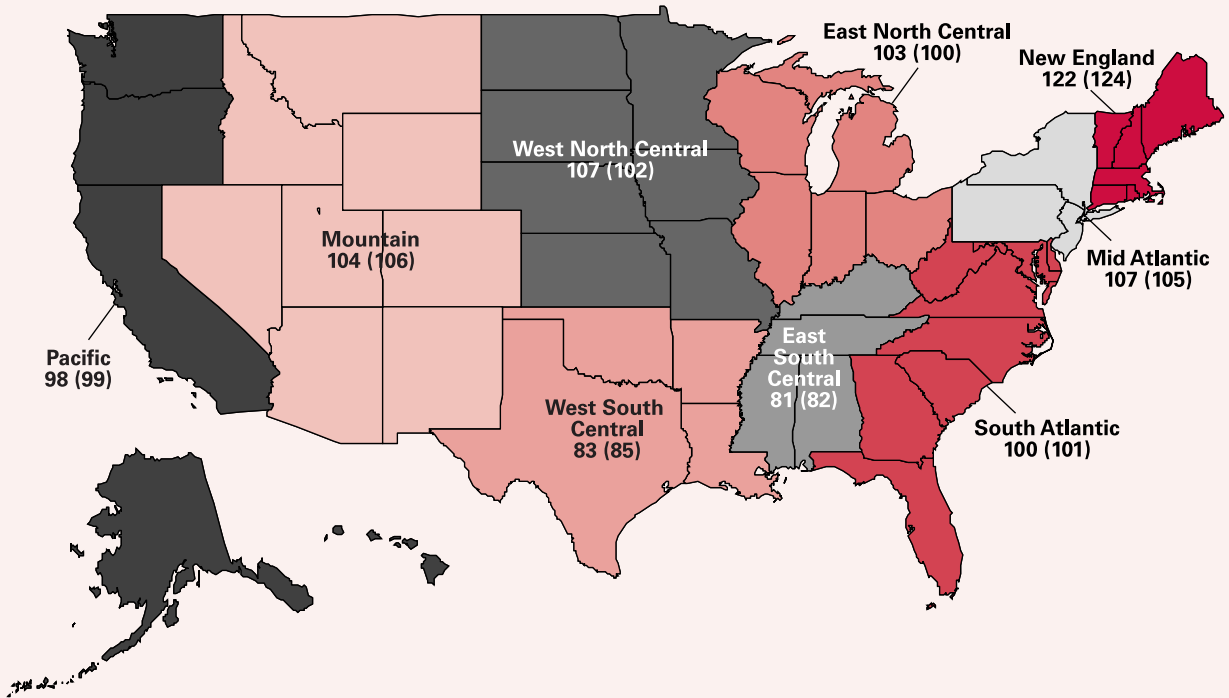 East North Central
103 (100)
New England
122 (124)
West North Central
107 (102)
Mountain
104 (106)
Mid Atlantic
107 (105)
Pacific
98 (99)
East
South
Central
81 (82)
West South
Central
83 (85)
South Atlantic
100 (101)